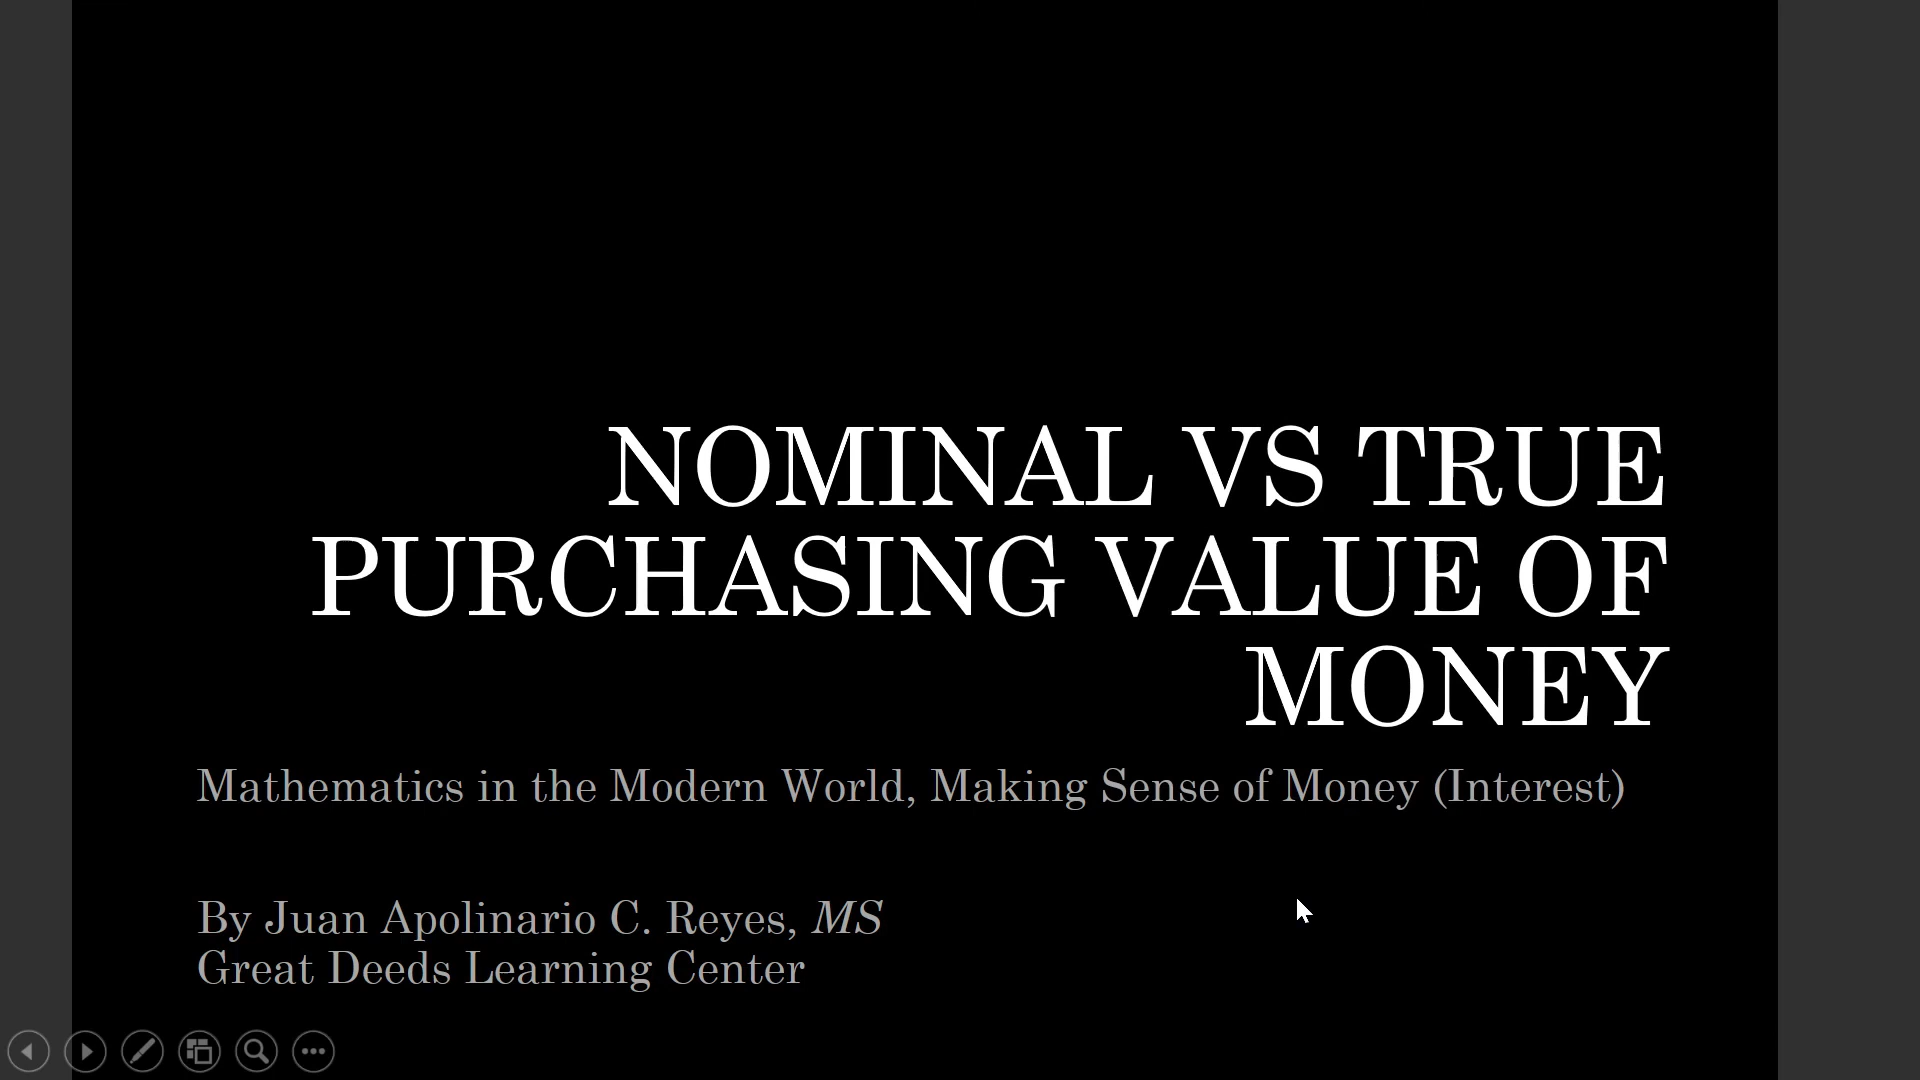 NOMINAL VS TRUE
PURCHASING VALUE OF
MONEY
Mathematics in the Modern World, Making Sense of Money (Interest)
By Juan Apolinario C. Reyes, MS
Great Deeds Learning Center